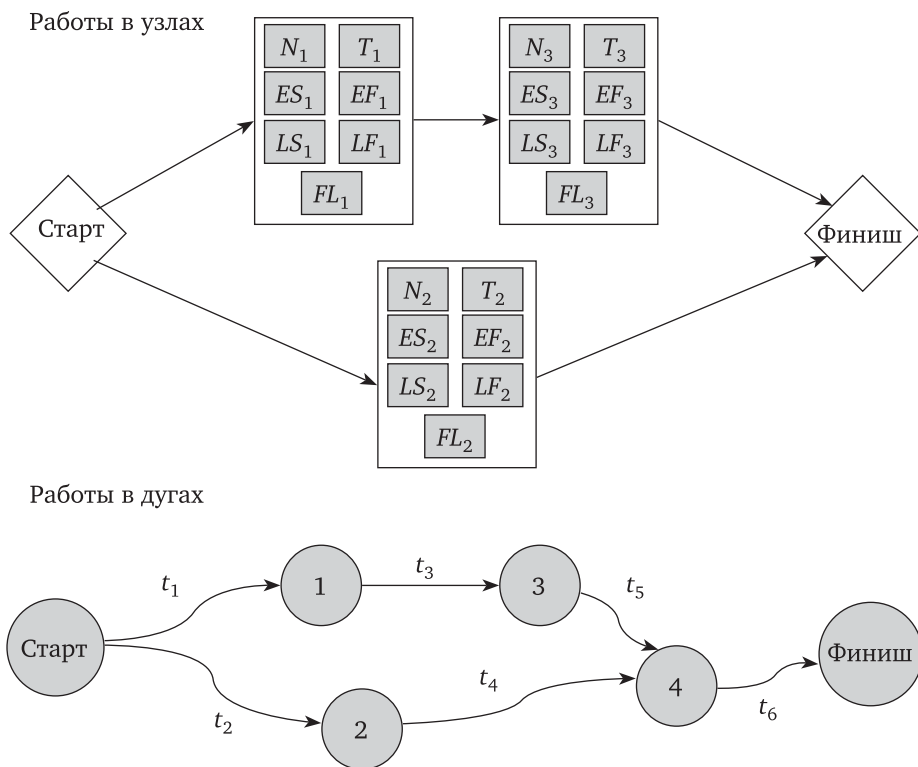 Работы в узлах
N₁ T₁
ES₁ EF₁
LS₁ LF₁
FL₁
N₃ T₃
ES₃ EF₃
LS₃ LF₃
FL₃
Старт
Финиш
N₂ T₂
ES₂ EF₂
LS₂ LF₂
FL₂
Работы в дугах
Старт
t₁
1
t₃
3
t₅
t₂
2
t₄
4
t₆
Финиш